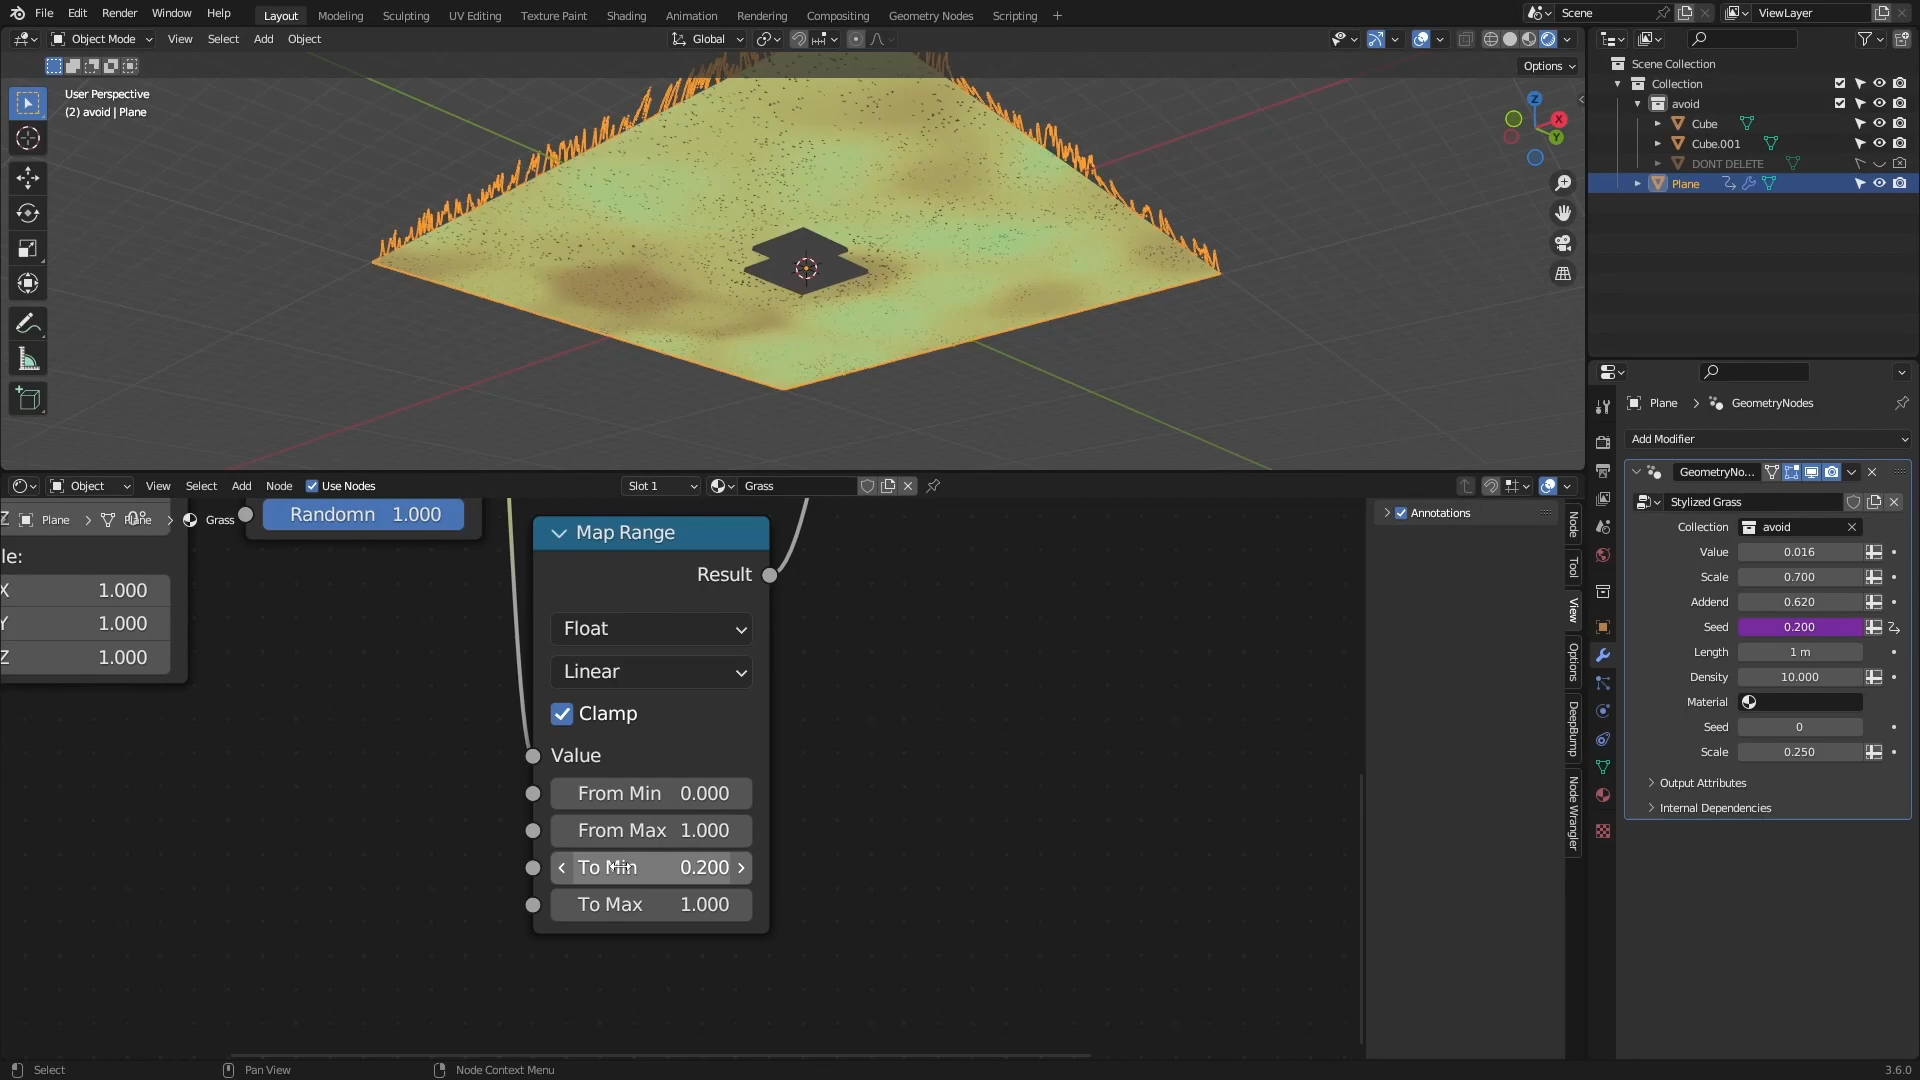 File Edit Render Window Help Layout Modeling Sculpting UV Editing Texture Paint Shading Animation Rendering Compositing Geometry Nodes Scripting + Scene ViewLayer
Object Mode View Select Add Object Global
Options
User Perspective
(2) avoid | Plane
Z
X
Y
Scene Collection
Collection
avoid
Cube
Cube.001
DONT DELETE
Plane
Plane > GeometryNodes
Add Modifier
GeometryNo...
Stylized Grass
Collection avoid
Value 0.016
Scale 0.700
Addend 0.620
Seed 0.200
Length 1 m
Density 10.000
Material
Seed 0
Scale 0.250
Output Attributes
Internal Dependencies
Object View Select Add Node Use Nodes Slot 1 Grass
Z 0°
Plane > Plane > Grass
Randomn 1.000
le:
X 1.000
Y 1.000
Z 1.000
Map Range
Result
Float
Linear
Clamp
Value
From Min 0.000
From Max 1.000
To Min 0.200
To Max 1.000
Annotations
Node
Tool
View
Options
DeepBump
Node Wrangler
Select Pan View Node Context Menu 3.6.0